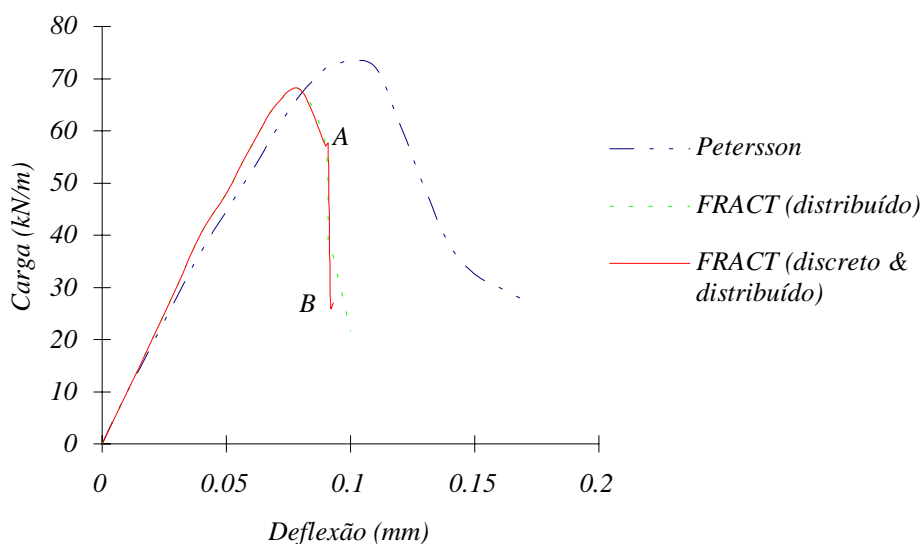 80
70
60
50
40
30
20
10
0
Carga (kN/m)
0
0.05
0.1
0.15
0.2
Deflexão (mm)
A
B
Petersson
FRACT (distribuído)
FRACT (discreto &
distribuído)